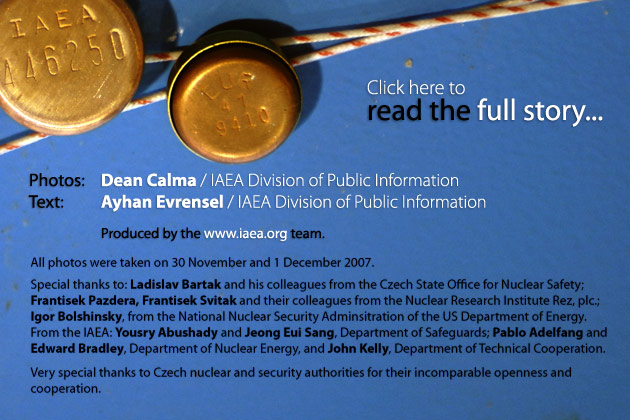 IAEA
446250
LUP
47
9410
Click here to
read the full story...
Photos: Dean Calma / IAEA Division of Public Information
Text: Ayhan Evrensel / IAEA Division of Public Information
Produced by the www.iaea.org team.
All photos were taken on 30 November and 1 December 2007.
Special thanks to: Ladislav Bartak and his colleagues from the Czech State Office for Nuclear Safety;
Frantisek Pazdera, Frantisek Svitak and their colleagues from the Nuclear Research Institute Rez, plc.;
Igor Bolshinsky, from the National Nuclear Security Adminsitration of the US Department of Energy.
From the IAEA: Yousry Abushady and Jeong Eui Sang, Department of Safeguards; Pablo Adelfang and
Edward Bradley, Department of Nuclear Energy, and John Kelly, Department of Technical Cooperation.
Very special thanks to Czech nuclear and security authorities for their incomparable openness and
cooperation.